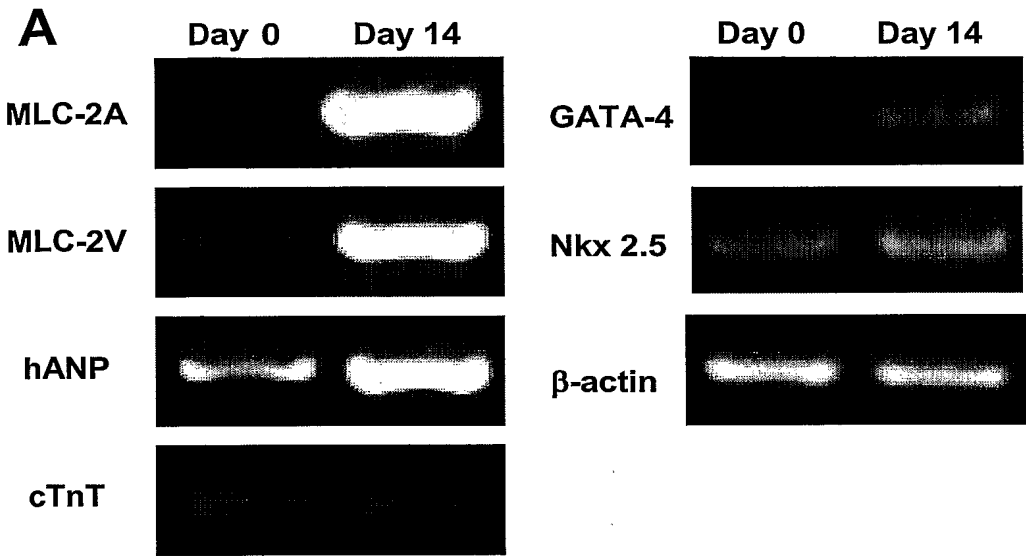 A
Day 0 Day 14
MLC-2A
MLC-2V
hANP
cTnT
Day 0 Day 14
GATA-4
Nkx 2.5
β-actin